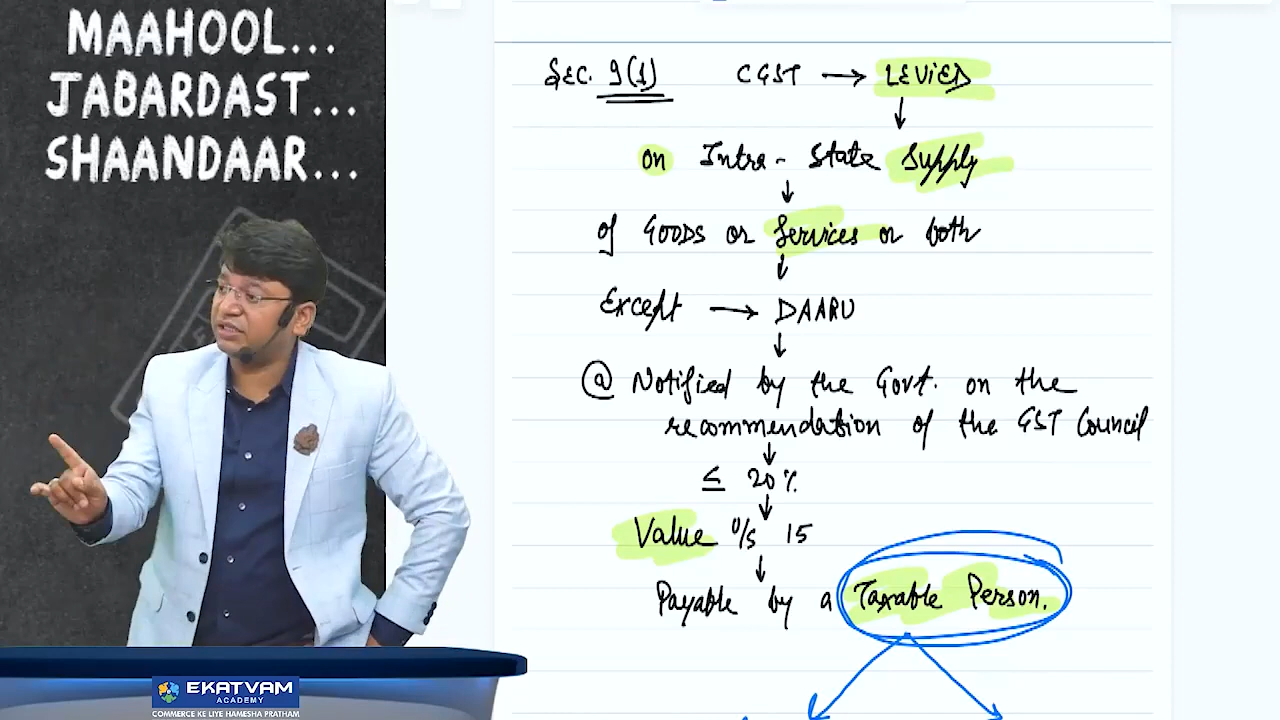 MAAHOOL...
JABARDAST...
SHAANDAAR...
SEC. 9(1) CGST → LEVIED
on Intra-State Supply
of GOODS or Services or both
Except → DAARU
@ Notified by the Govt. on the
recommendation of the GST Council
≤ 20%
Value u/s 15
Payable by a Taxable Person.
EKATVAM
ACADEMY
COMMERCE KE LIYE HAMESHA PRATHAM